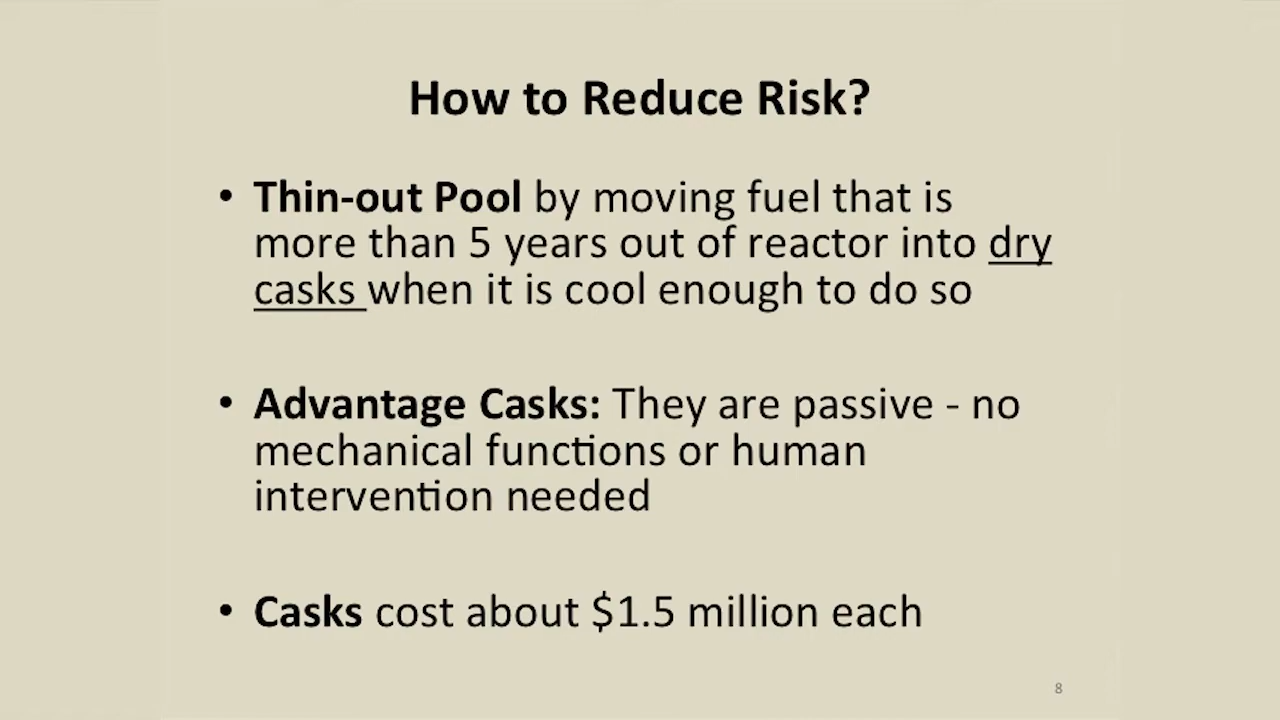 How to Reduce Risk?
• Thin-out Pool by moving fuel that is
more than 5 years out of reactor into dry
casks when it is cool enough to do so
• Advantage Casks: They are passive - no
mechanical functions or human
intervention needed
• Casks cost about $1.5 million each
8